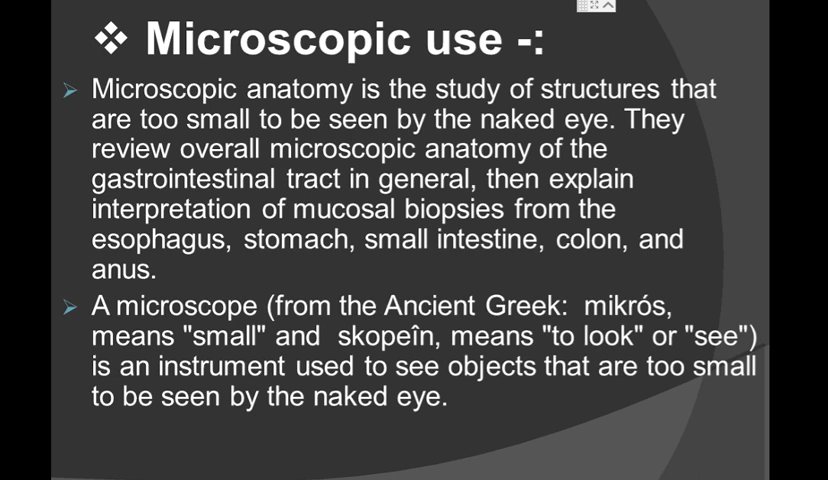 ❖ Microscopic use -:
➢ Microscopic anatomy is the study of structures that
are too small to be seen by the naked eye. They
review overall microscopic anatomy of the
gastrointestinal tract in general, then explain
interpretation of mucosal biopsies from the
esophagus, stomach, small intestine, colon, and
anus.
➢ A microscope (from the Ancient Greek:  mikrós,
means "small" and  skopeîn, means "to look" or "see")
is an instrument used to see objects that are too small
to be seen by the naked eye.